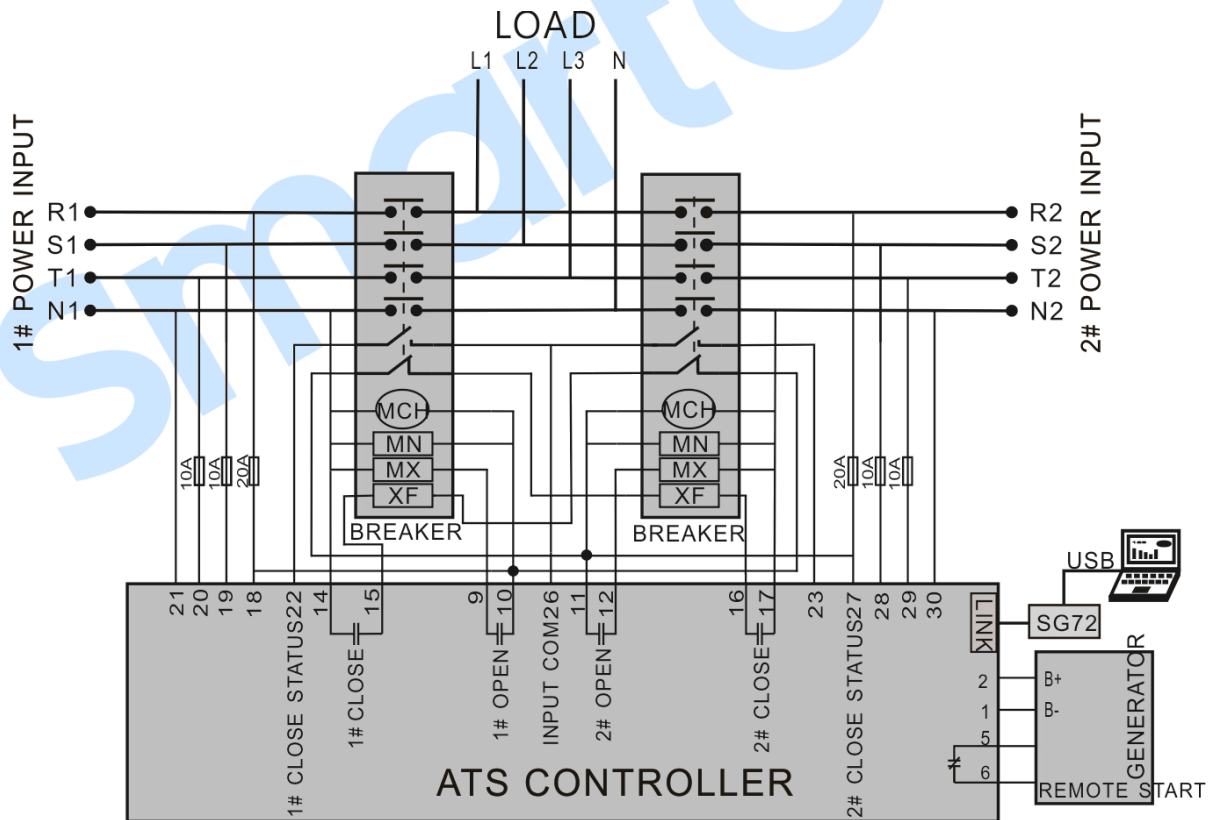 smartG
LOAD
L1 L2 L3 N
1# POWER INPUT
R1
S1
T1
N1
2# POWER INPUT
R2
S2
T2
N2
MCH
MN
MX
XF
BREAKER
MCH
MN
MX
XF
BREAKER
10A
10A
20A
20A
10A
10A
21
20
19
18
1# CLOSE STATUS22
14
15
1# CLOSE
9
10
1# OPEN
INPUT COM26
11
12
2# OPEN
16
17
2# CLOSE
23
2# CLOSE STATUS27
28
29
30
LINK
USB
SG72
2
1
5
6
B+
B-
GENERATOR
REMOTE START
ATS CONTROLLER